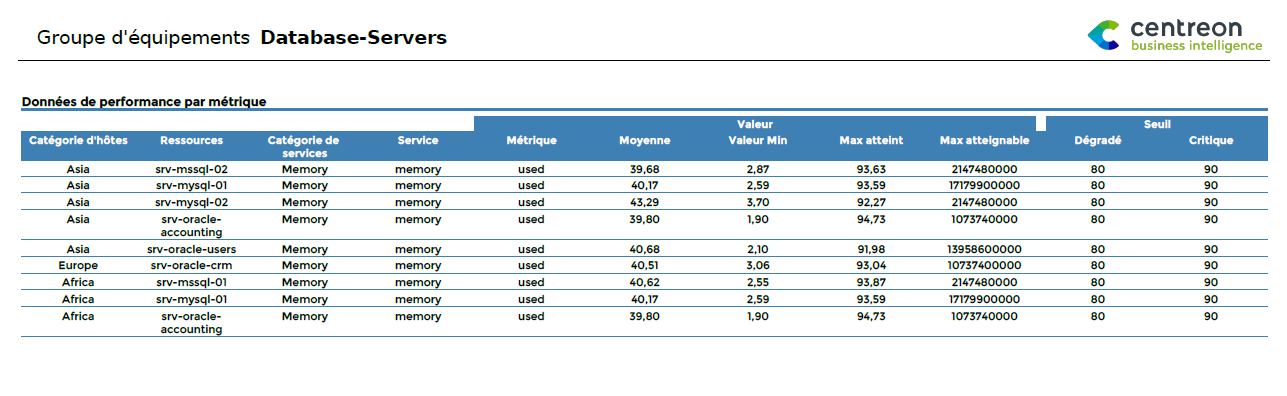 Groupe d'équipements Database-Servers
centreon
business intelligence
Données de performance par métrique
Valeur Seuil
Catégorie d'hôtes Ressources Catégorie de services Service Métrique Moyenne Valeur Min Max atteint Max atteignable Dégradé Critique
Asia srv-mssql-02 Memory memory used 39,68 2,87 93,63 2147480000 80 90
Asia srv-mysql-01 Memory memory used 40,17 2,59 93,59 17179900000 80 90
Asia srv-mysql-02 Memory memory used 43,29 3,70 92,27 2147480000 80 90
Asia srv-oracle-accounting Memory memory used 39,80 1,90 94,73 1073740000 80 90
Asia srv-oracle-users Memory memory used 40,68 2,10 91,98 13958600000 80 90
Europe srv-oracle-crm Memory memory used 40,51 3,06 93,04 10737400000 80 90
Africa srv-mssql-01 Memory memory used 40,62 2,55 93,87 2147480000 80 90
Africa srv-mysql-01 Memory memory used 40,17 2,59 93,59 17179900000 80 90
Africa srv-oracle-accounting Memory memory used 39,80 1,90 94,73 1073740000 80 90